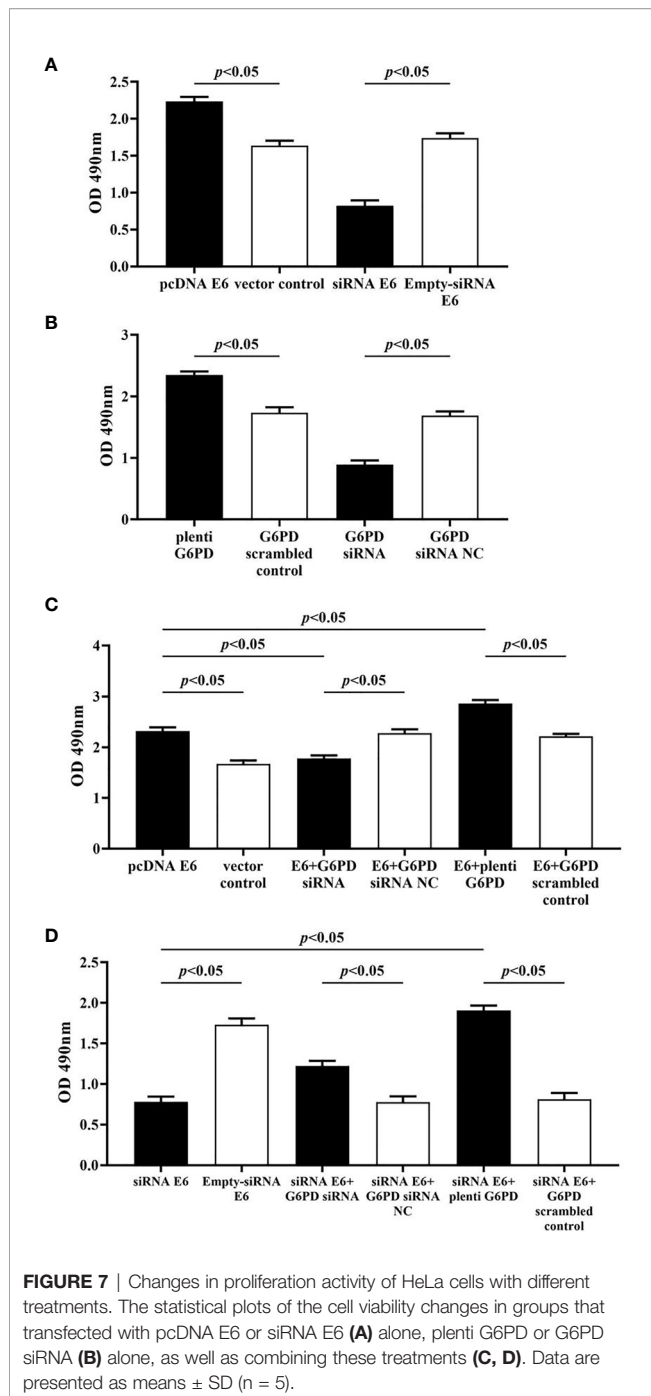 A
p<0.05 p<0.05
2.5
2.0
1.5
1.0
0.5
0.0
OD 490nm
pcDNA E6 vector control siRNA E6 Empty-siRNA
E6
B
p<0.05 p<0.05
3
2
1
0
OD 490nm
plenti G6PD G6PD G6PD
G6PD scrambled siRNA siRNA NC
control
C
p<0.05
p<0.05
p<0.05 p<0.05 p<0.05
4
3
2
1
0
OD 490nm
pcDNA E6 vector E6+G6PD E6+G6PD E6+plenti E6+G6PD
control siRNA siRNA NC G6PD scrambled
control
D
p<0.05
p<0.05 p<0.05 p<0.05
2.5
2.0
1.5
1.0
0.5
0.0
OD 490nm
siRNA E6 Empty-siRNA siRNA E6+ siRNA E6+ siRNA E6+ siRNA E6+
E6 G6PD siRNA G6PD siRNA plenti G6PD G6PD
NC scrambled
control
FIGURE 7 | Changes in proliferation activity of HeLa cells with different
treatments. The statistical plots of the cell viability changes in groups that
transfected with pcDNA E6 or siRNA E6 (A) alone, plenti G6PD or G6PD
siRNA (B) alone, as well as combining these treatments (C, D). Data are
presented as means ± SD (n = 5).